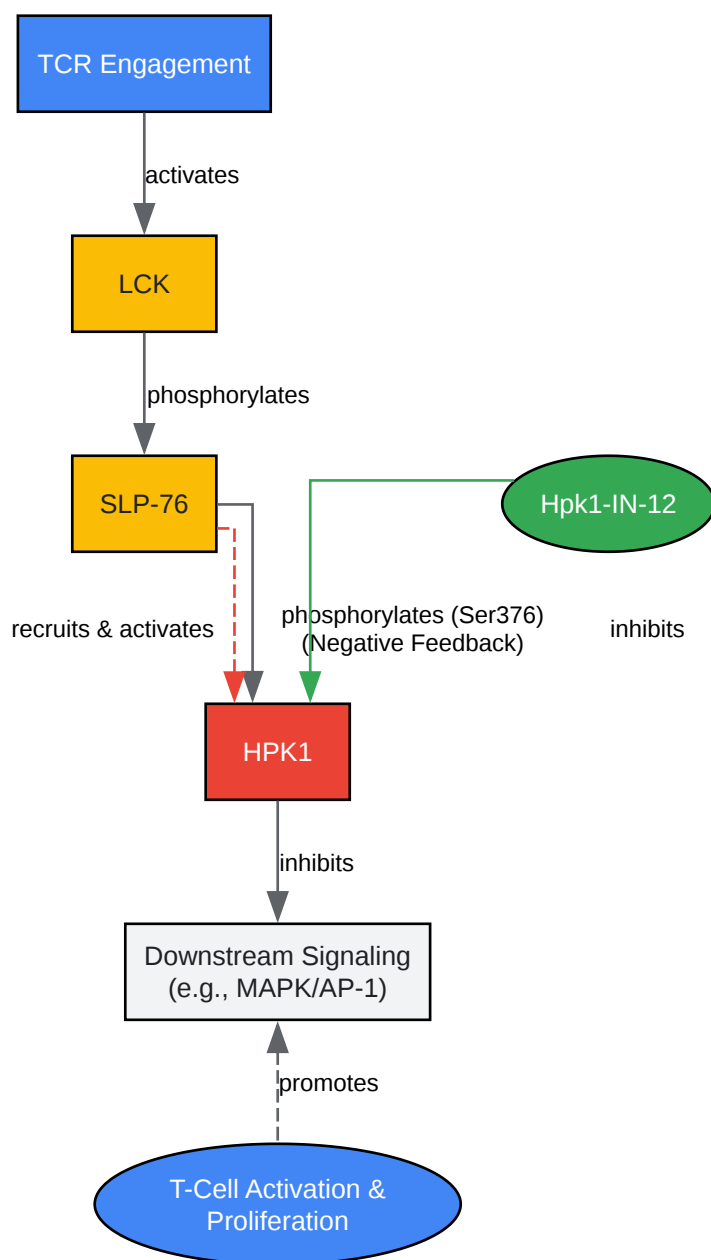 TCR Engagement
activates
LCK
phosphorylates
SLP-76
Hpk1-IN-12
recruits & activates
phosphorylates (Ser376)
(Negative Feedback)
inhibits
HPK1
inhibits
Downstream Signaling
(e.g., MAPK/AP-1)
promotes
T-Cell Activation &
Proliferation